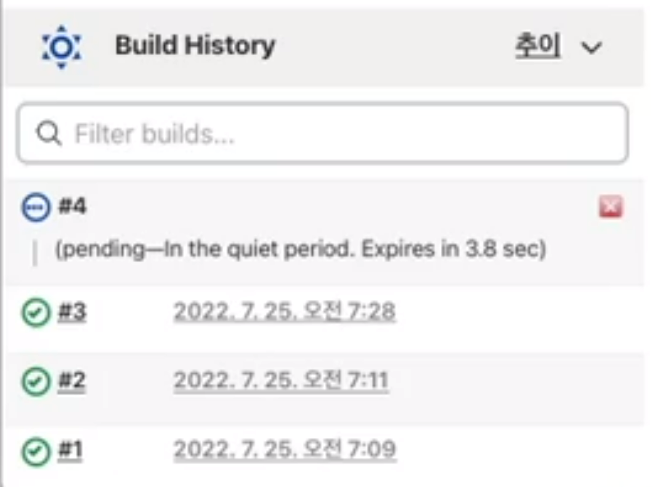 Build History 추이
Filter builds...
#4
(pending—In the quiet period. Expires in 3.8 sec)
#3 2022. 7. 25. 오전 7:28
#2 2022. 7. 25. 오전 7:11
#1 2022. 7. 25. 오전 7:09